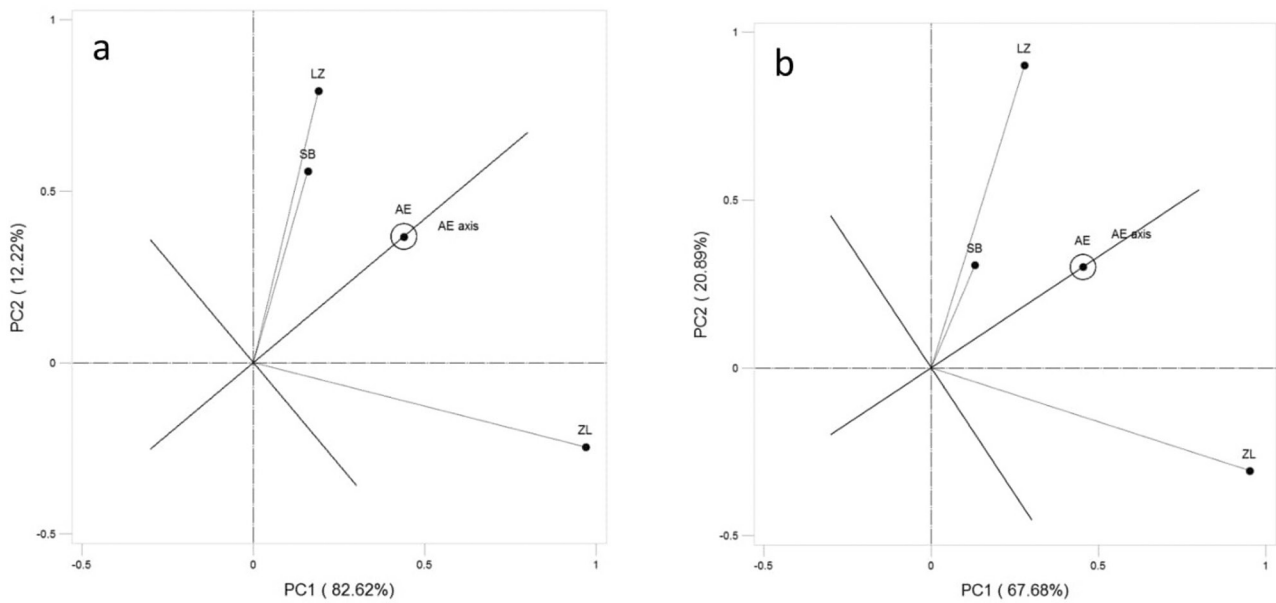 a
1
LZ
SB
0.5
AE
AE axis
0
ZL
-0.5
-0.5
0
0.5
1
PC2 ( 12.22%)
PC1 ( 82.62%)
b
1
LZ
0.5
SB
AE
AE axis
0
ZL
-0.5
-0.5
0
0.5
1
PC2 ( 20.89%)
PC1 ( 67.68%)